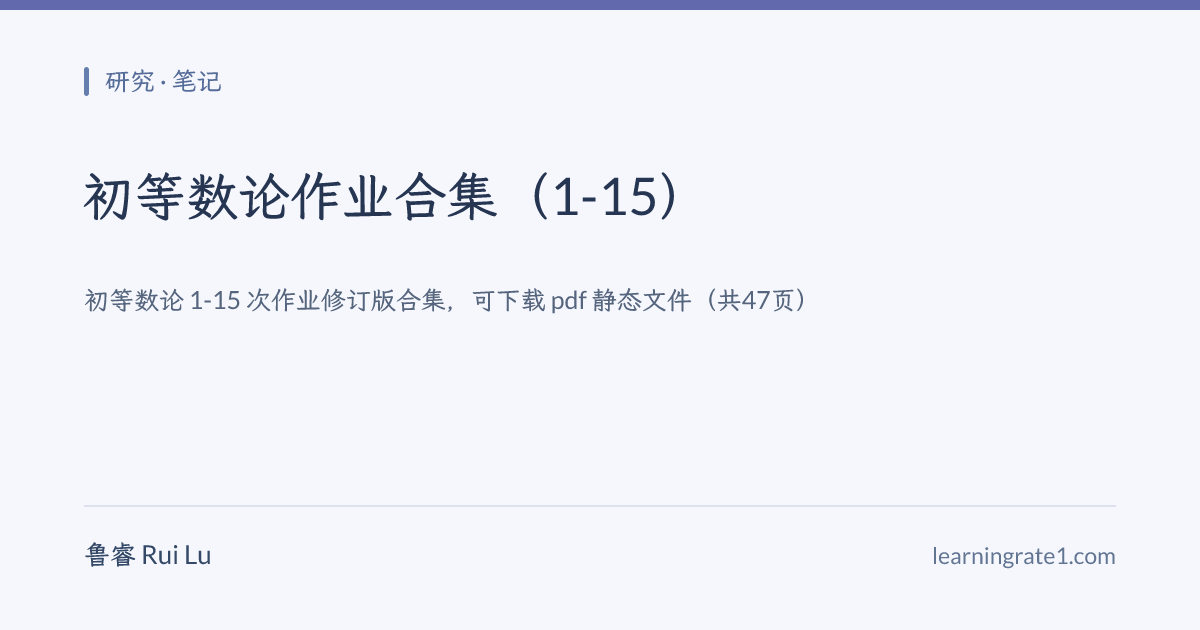 研究 · 笔记
初等数论作业合集（1-15）
初等数论 1-15 次作业修订版合集，可下载 pdf 静态文件（共47页）
鲁睿 Rui Lu
learningrate1.com